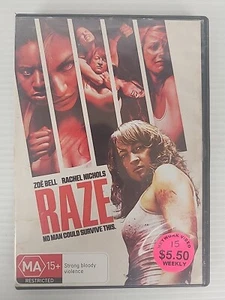 ZOË BELL RACHEL NICHOLS
RAZE
NO MAN COULD SURVIVE THIS.
15
$5.50
WEEKLY
MA 15+
RESTRICTED
Strong bloody
violence